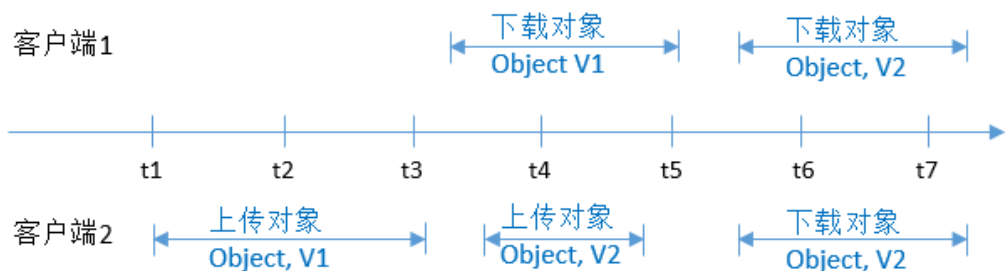 客户端1
下载对象
Object V1
下载对象
Object, V2
t1 t2 t3 t4 t5 t6 t7
客户端2
上传对象
Object, V1
上传对象
Object, V2
下载对象
Object, V2